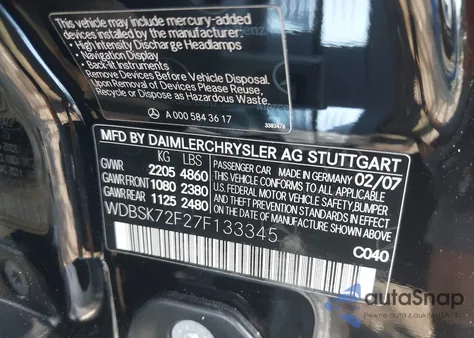 This vehicle may include mercury-added
devices installed by the manufacturer:
- High Intensity Discharge Headlamps
- Navigation Display
- Back-lit Instruments
Remove Devices Before Vehicle Disposal.
Upon Removal of Devices Please Reuse,
Recycle or Dispose as Hazardous Waste.
A 000 584 36 17
MFD BY DAIMLERCHRYSLER AG STUTTGART
KG LBS
GVWR 2205 4860
GAWR FRONT 1080 2380
GAWR REAR 1125 2480
PASSENGER CAR MADE IN GERMANY 02/07
THIS VEHICLE CONFORMS TO ALL APPLICABLE
U.S. FEDERAL MOTOR VEHICLE SAFETY, BUMPER
AND THEFT PREVENTION STANDARDS IN EFFECT
ON THE DATE OF MANUFACTURE SHOWN ABOVE.
WDBSK72F27F133345
C040
autoSnap